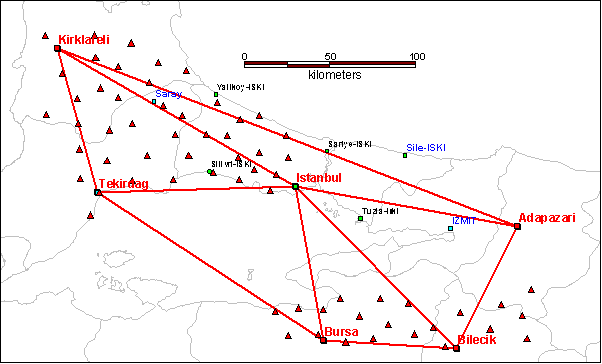 Kirklareli
0 50 100
kilometers
Yalikoy-ISKI
Saray
Sariye-ISKI
Sile-ISKI
Silivri-ISKI
Istanbul
Tekirdag
IZMIT
Adapazari
Bursa
Bilecik